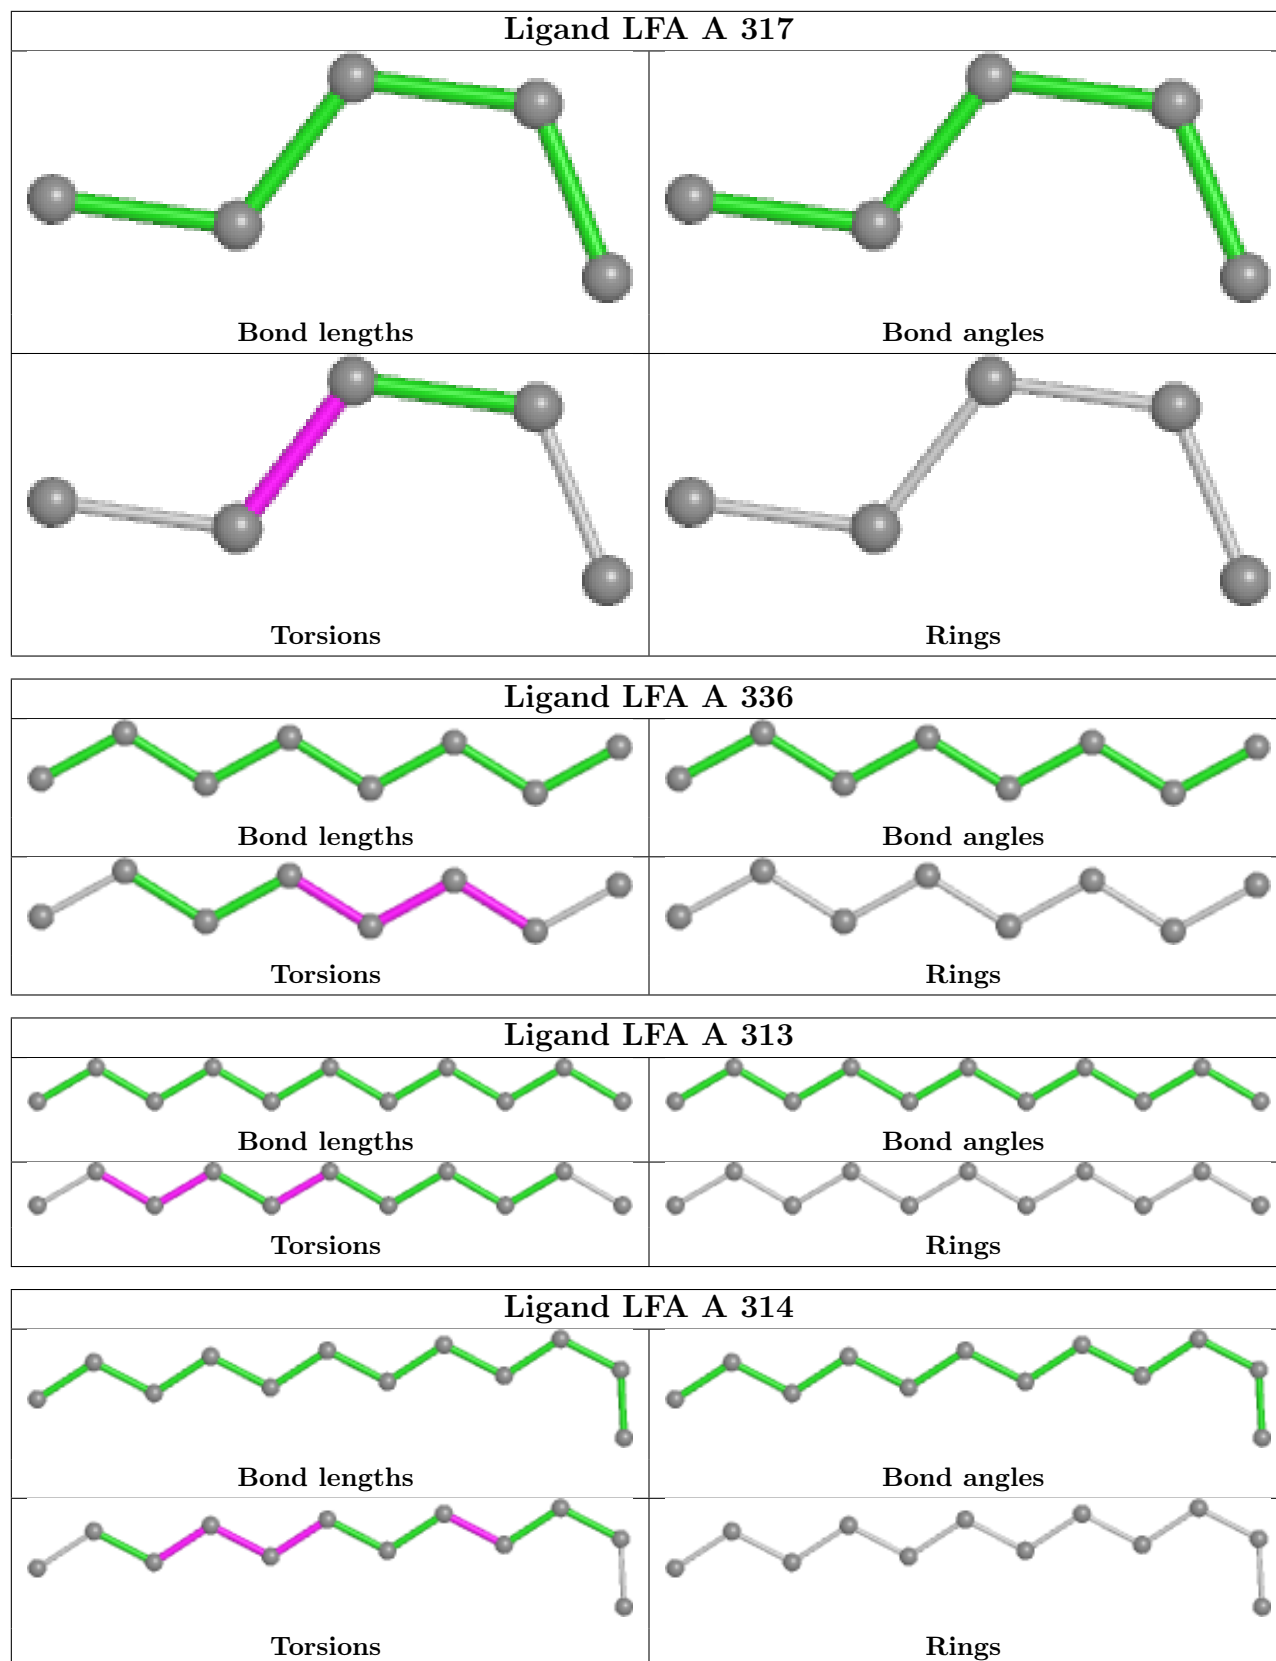 Ligand LFA A 317
Bond lengths
Bond angles
Torsions
Rings
Ligand LFA A 336
Bond lengths
Bond angles
Torsions
Rings
Ligand LFA A 313
Bond lengths
Bond angles
Torsions
Rings
Ligand LFA A 314
Bond lengths
Bond angles
Torsions
Rings